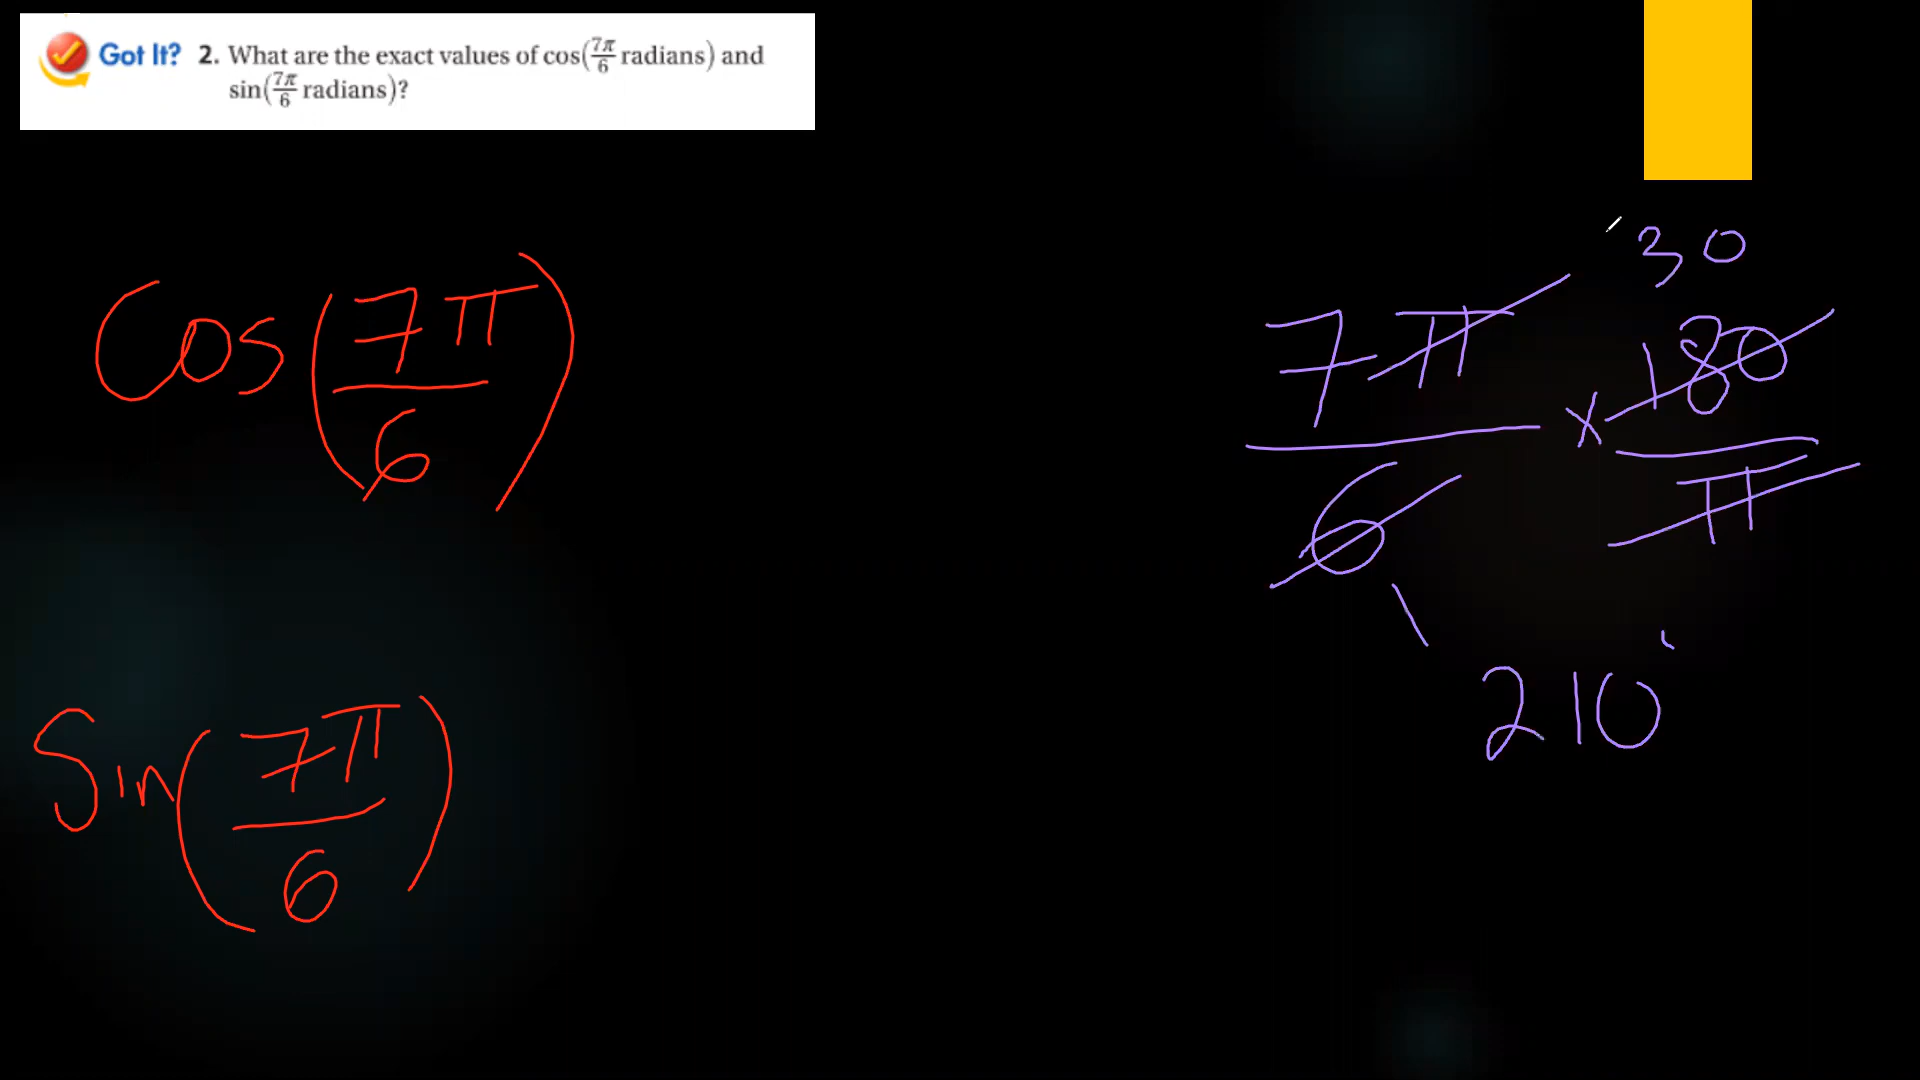 Got It? 2. What are the exact values of cos(7π/6 radians) and
sin(7π/6 radians)?
Cos(7π/6)
Sin(7π/6)
30
7π/6 x 180/π
1
210°